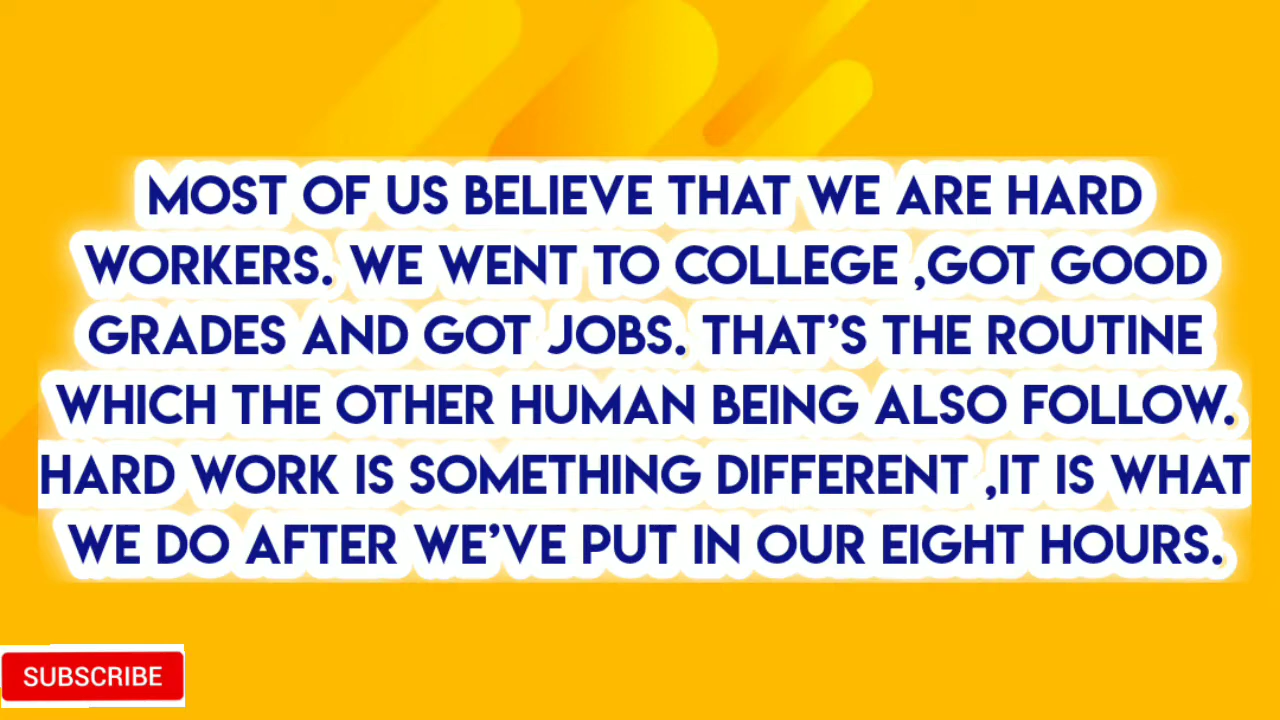 MOST OF US BELIEVE THAT WE ARE HARD
WORKERS. WE WENT TO COLLEGE ,GOT GOOD
GRADES AND GOT JOBS. THAT’S THE ROUTINE
WHICH THE OTHER HUMAN BEING ALSO FOLLOW.
HARD WORK IS SOMETHING DIFFERENT ,IT IS WHAT
WE DO AFTER WE’VE PUT IN OUR EIGHT HOURS.
SUBSCRIBE